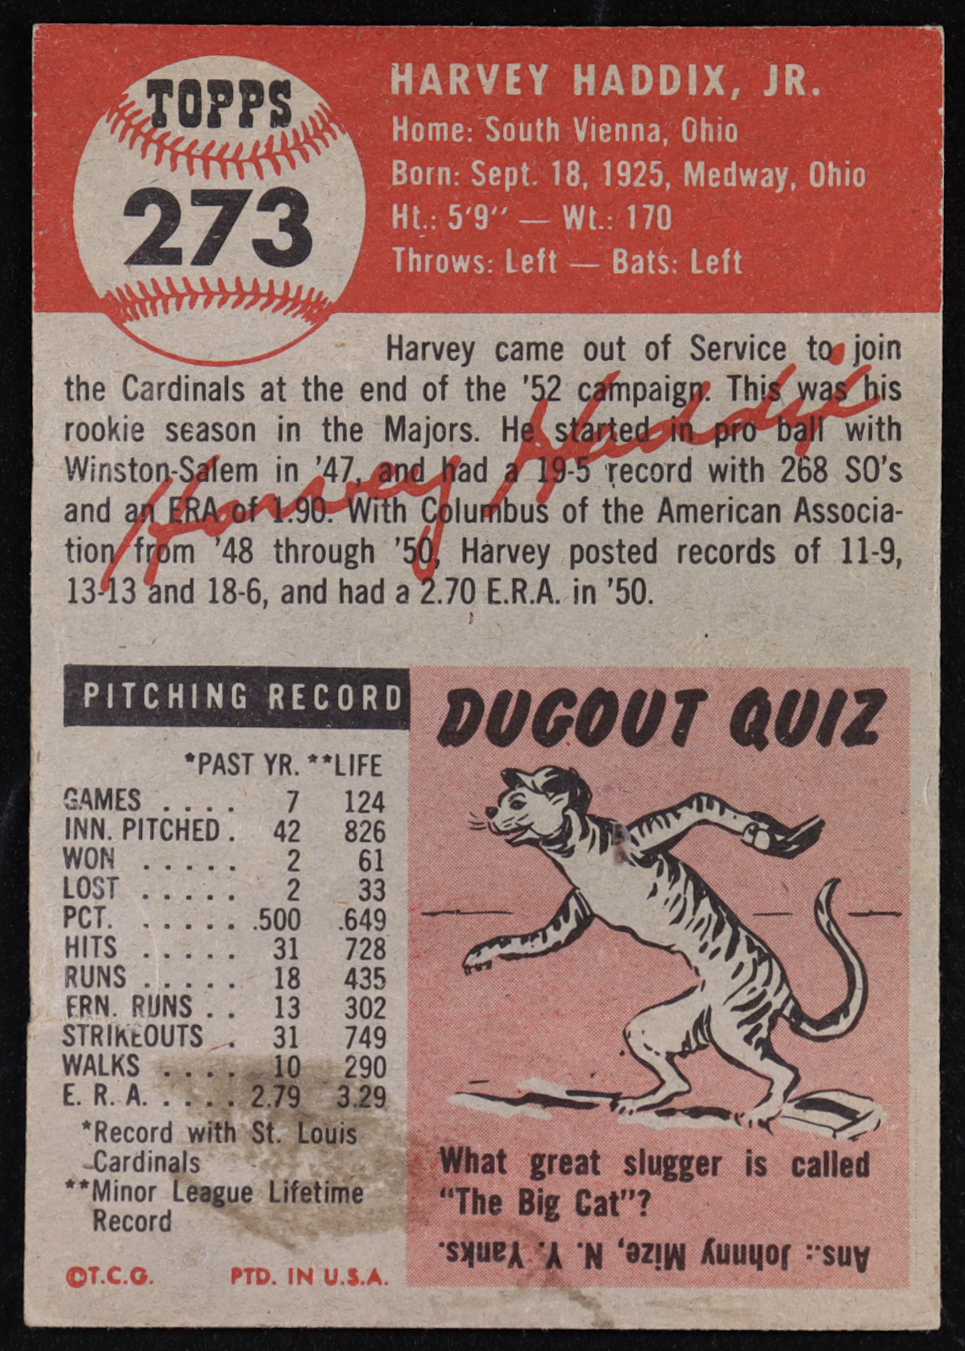 TOPPS
273
HARVEY HADDIX, JR.
Home: South Vienna, Ohio
Born: Sept. 18, 1925, Medway, Ohio
Ht.: 5'9" — Wt.: 170
Throws: Left — Bats: Left
Harvey came out of Service to join
the Cardinals at the end of the '52 campaign. This was his
rookie season in the Majors. He started in pro ball with
Winston-Salem in '47, and had a 19-5 record with 268 SO's
and an ERA of 1.90. With Columbus of the American Associa-
tion from '48 through '50, Harvey posted records of 11-9,
13-13 and 18-6, and had a 2.70 E.R.A. in '50.
Harvey Haddix
PITCHING RECORD
*PAST YR. **LIFE
GAMES . . . . 7 124
INN. PITCHED . 42 826
WON . . . . . 2 61
LOST . . . . . 2 33
PCT. . . . . . .500 .649
HITS . . . . . 31 728
RUNS . . . . . 18 435
ERN. RUNS . . 13 302
STRIKEOUTS . 31 749
WALKS . . . . 10 290
E. R. A. . . . . 2.79 3.29
*Record with St. Louis
Cardinals
**Minor League Lifetime
Record
©T.C.G. PTD. IN U.S.A.
DUGOUT QUIZ
What great slugger is called
"The Big Cat"?
Ans.: Johnny Mize, N. Y. Yanks.